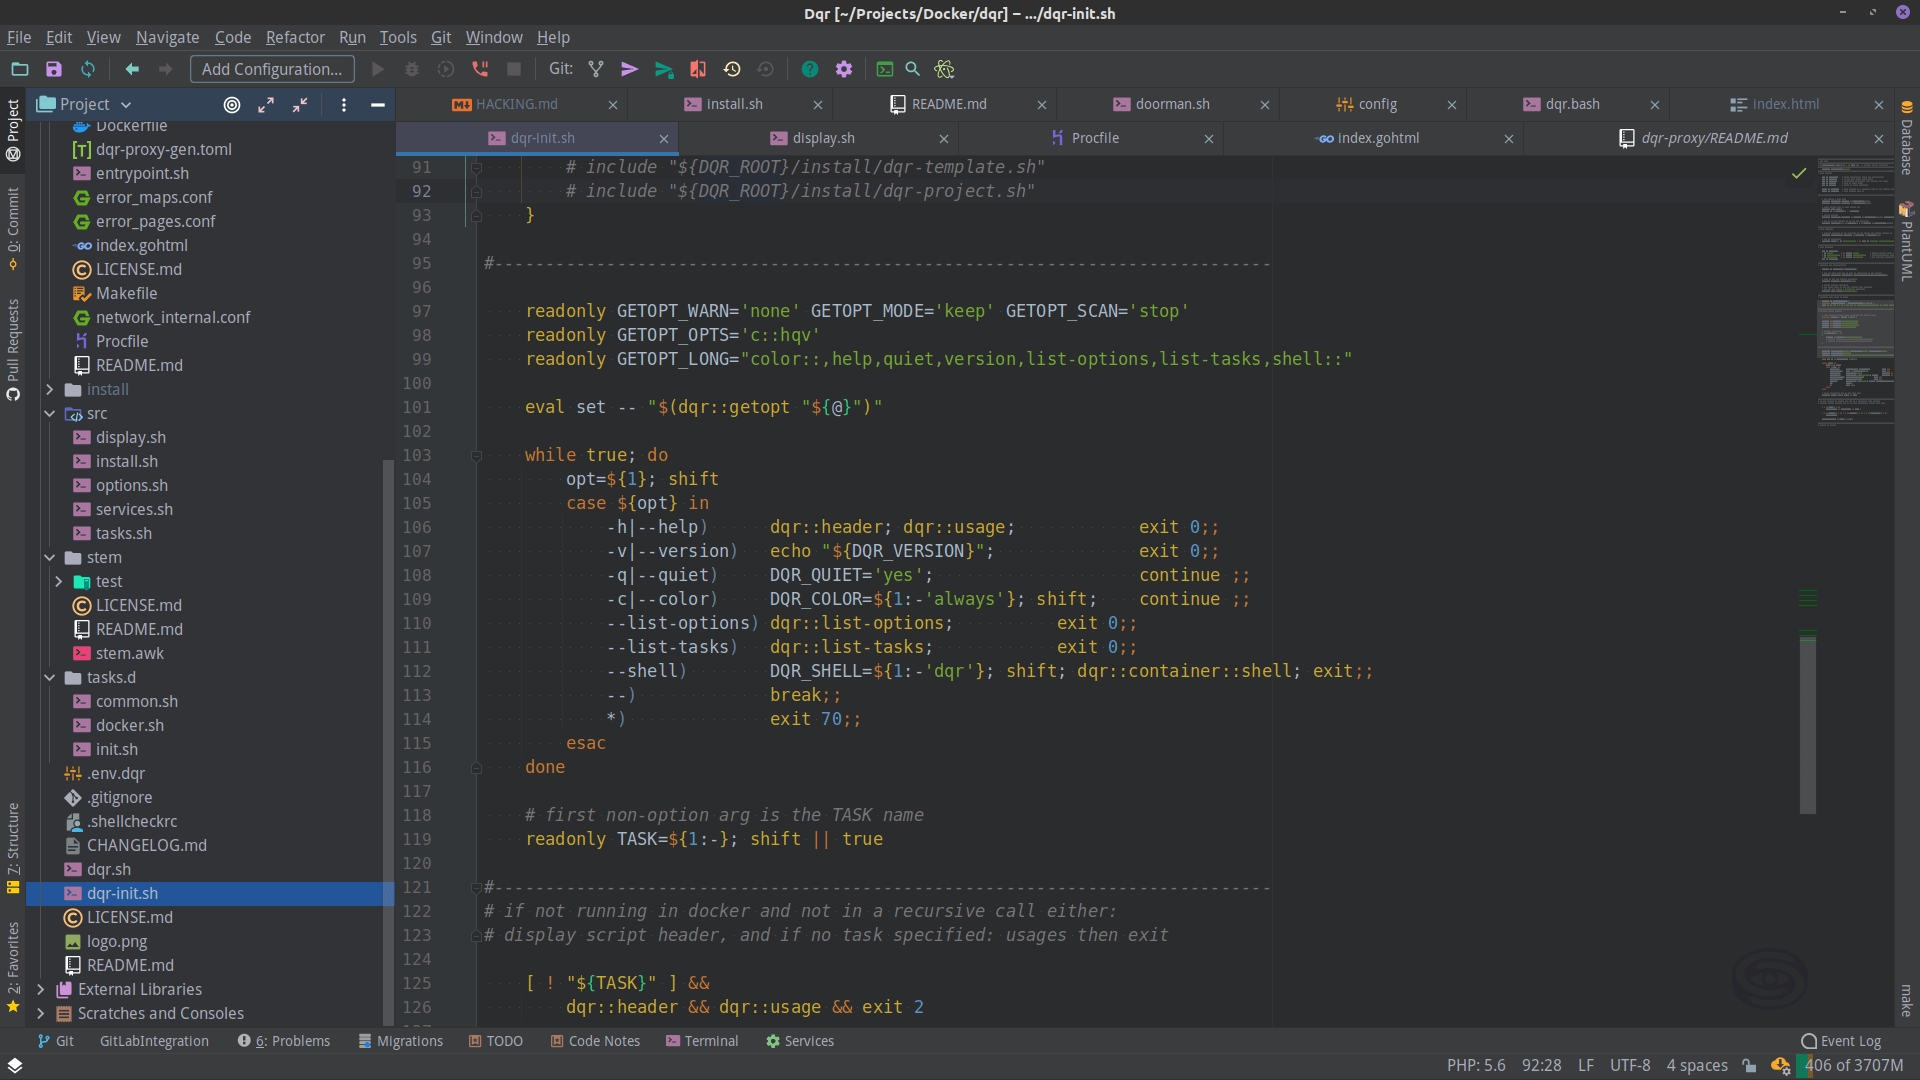 Dqr [~/Projects/Docker/dqr] – .../dqr-init.sh
File Edit View Navigate Code Refactor Run Tools Git Window Help
Add Configuration... Git:
Project
HACKING.md install.sh README.md doorman.sh config dqr.bash index.html
dqr-init.sh display.sh Procfile index.gohtml dqr-proxy/README.md
Project
0: Commit
Pull Requests
7: Structure
2: Favorites
Dockerfile
dqr-proxy-gen.toml
entrypoint.sh
error_maps.conf
error_pages.conf
index.gohtml
LICENSE.md
Makefile
network_internal.conf
Procfile
README.md
install
src
display.sh
install.sh
options.sh
services.sh
tasks.sh
stem
test
LICENSE.md
README.md
stem.awk
tasks.d
common.sh
docker.sh
init.sh
.env.dqr
.gitignore
.shellcheckrc
CHANGELOG.md
dqr.sh
dqr-init.sh
LICENSE.md
logo.png
README.md
External Libraries
Scratches and Consoles
91 # include "${DQR_ROOT}/install/dqr-template.sh"
92 # include "${DQR_ROOT}/install/dqr-project.sh"
93 }
94
95 #----------------------------------------------------------------------------
96
97 readonly GETOPT_WARN='none' GETOPT_MODE='keep' GETOPT_SCAN='stop'
98 readonly GETOPT_OPTS='c::hqv'
99 readonly GETOPT_LONG="color::,help,quiet,version,list-options,list-tasks,shell::"
100
101 eval set -- "$(dqr::getopt "${@}")"
102
103 while true; do
104 opt=${1}; shift
105 case ${opt} in
106 -h|--help) dqr::header; dqr::usage; exit 0;;
107 -v|--version) echo "${DQR_VERSION}"; exit 0;;
108 -q|--quiet) DQR_QUIET='yes'; continue ;;
109 -c|--color) DQR_COLOR=${1:-'always'}; shift; continue ;;
110 --list-options) dqr::list-options; exit 0;;
111 --list-tasks) dqr::list-tasks; exit 0;;
112 --shell) DQR_SHELL=${1:-'dqr'}; shift; dqr::container::shell; exit;;
113 --) break;;
114 *) exit 70;;
115 esac
116 done
117
118 # first non-option arg is the TASK name
119 readonly TASK=${1:-}; shift || true
120
121 #----------------------------------------------------------------------------
122 # if not running in docker and not in a recursive call either:
123 # display script header, and if no task specified: usages then exit
124
125 [ ! "${TASK}" ] &&
126 dqr::header && dqr::usage && exit 2
Database
PlantUML
make
Git GitLabIntegration 6: Problems Migrations TODO Code Notes Terminal Services Event Log
PHP: 5.6 92:28 LF UTF-8 4 spaces 406 of 3707M